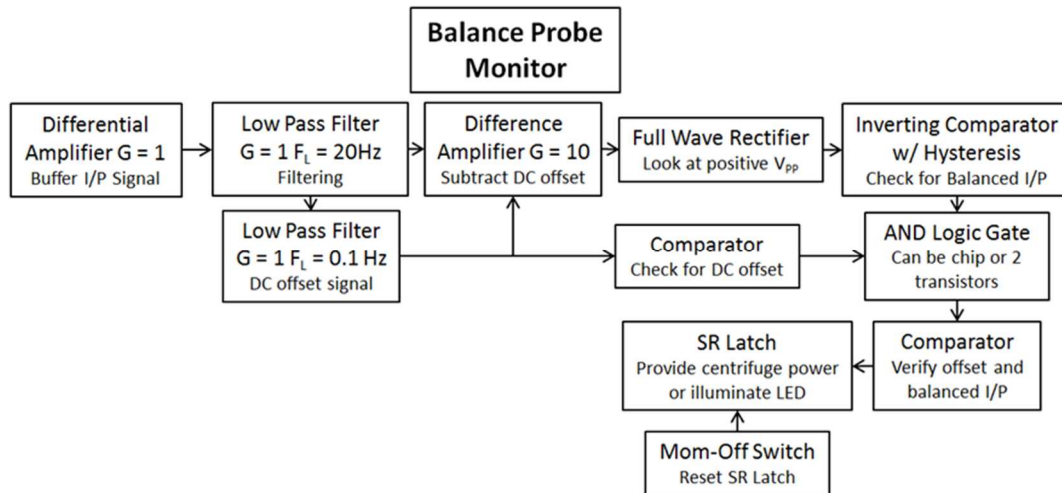 Balance Probe
Monitor
Differential
Amplifier G = 1
Buffer I/P Signal
Low Pass Filter
G = 1 F_L = 20Hz
Filtering
Difference
Amplifier G = 10
Subtract DC offset
Full Wave Rectifier
Look at positive V_PP
Inverting Comparator
w/ Hysteresis
Check for Balanced I/P
Low Pass Filter
G = 1 F_L = 0.1 Hz
DC offset signal
Comparator
Check for DC offset
AND Logic Gate
Can be chip or 2
transistors
SR Latch
Provide centrifuge power
or illuminate LED
Comparator
Verify offset and
balanced I/P
Mom-Off Switch
Reset SR Latch